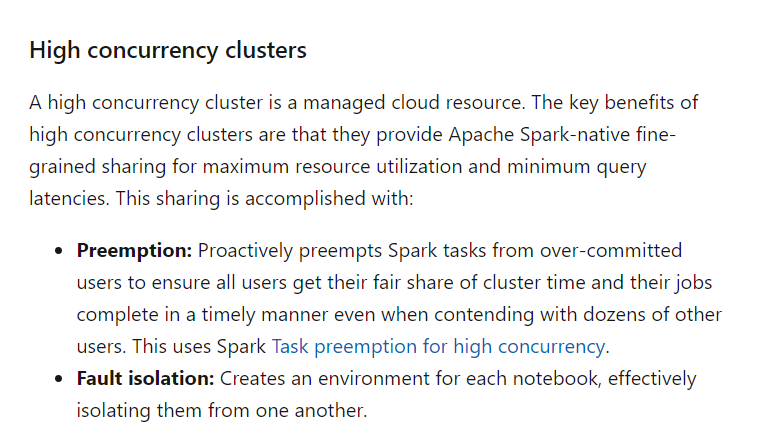 High concurrency clusters
A high concurrency cluster is a managed cloud resource. The key benefits of
high concurrency clusters are that they provide Apache Spark-native fine-
grained sharing for maximum resource utilization and minimum query
latencies. This sharing is accomplished with:
• Preemption: Proactively preempts Spark tasks from over-committed
users to ensure all users get their fair share of cluster time and their jobs
complete in a timely manner even when contending with dozens of other
users. This uses Spark Task preemption for high concurrency.
• Fault isolation: Creates an environment for each notebook, effectively
isolating them from one another.